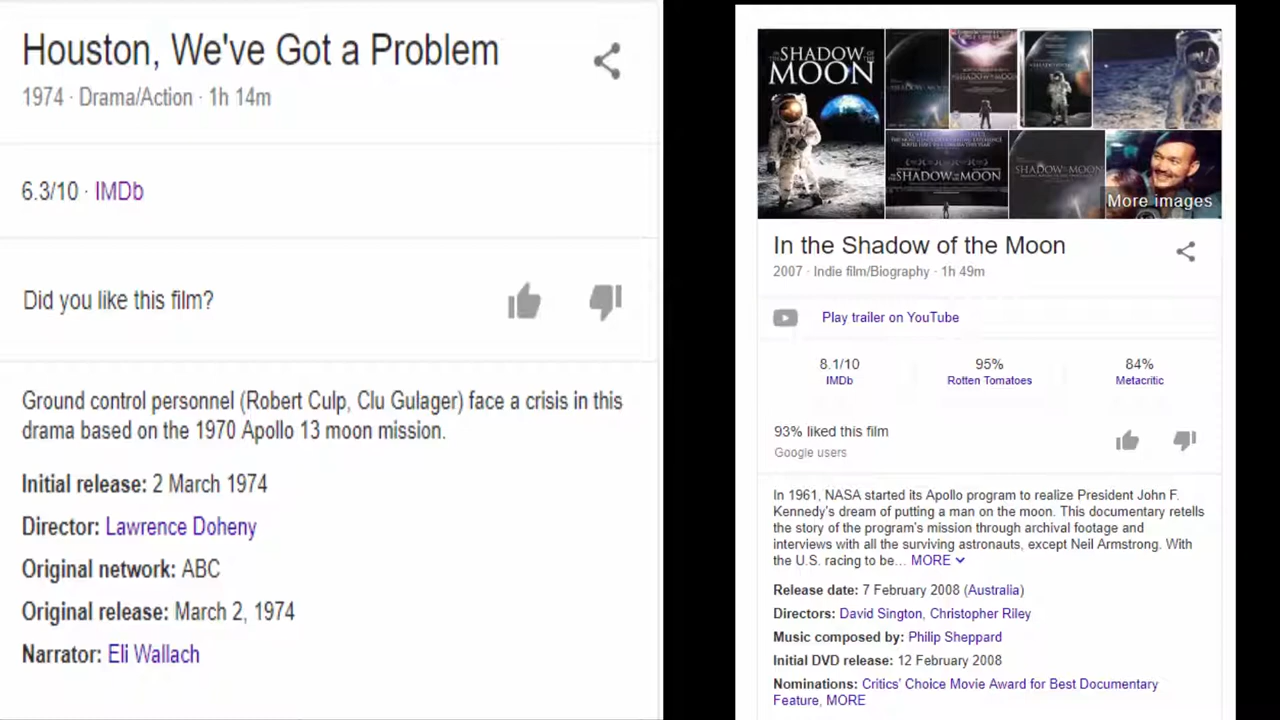 Houston, We've Got a Problem
1974 · Drama/Action · 1h 14m
6.3/10 · IMDb
Did you like this film?
Ground control personnel (Robert Culp, Clu Gulager) face a crisis in this
drama based on the 1970 Apollo 13 moon mission.
Initial release: 2 March 1974
Director: Lawrence Doheny
Original network: ABC
Original release: March 2, 1974
Narrator: Eli Wallach
SHADOW
MOON
SHADOW MOON
SHADOW MOON
More images
In the Shadow of the Moon
2007 · Indie film/Biography · 1h 49m
Play trailer on YouTube
8.1/10 95% 84%
IMDb Rotten Tomatoes Metacritic
93% liked this film
Google users
In 1961, NASA started its Apollo program to realize President John F.
Kennedy's dream of putting a man on the moon. This documentary retells
the story of the program's mission through archival footage and
interviews with all the surviving astronauts, except Neil Armstrong. With
the U.S. racing to be... MORE
Release date: 7 February 2008 (Australia)
Directors: David Sington, Christopher Riley
Music composed by: Philip Sheppard
Initial DVD release: 12 February 2008
Nominations: Critics' Choice Movie Award for Best Documentary
Feature, MORE